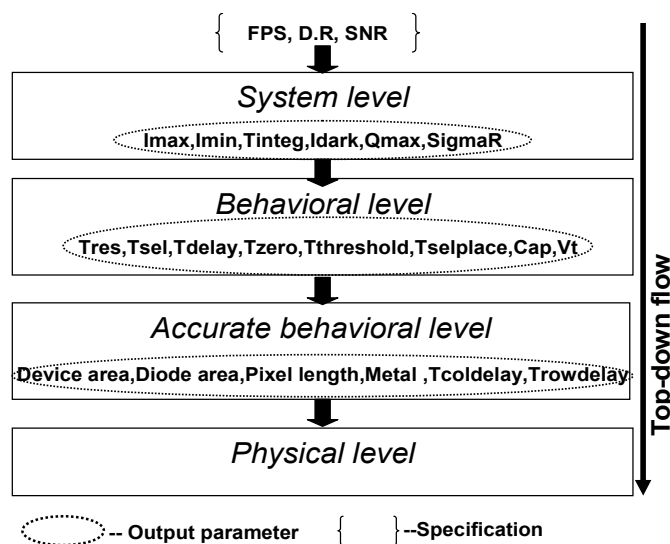 { FPS, D.R, SNR }
System level
Imax,Imin,Tinteg,Idark,Qmax,SigmaR
Behavioral level
Tres,Tsel,Tdelay,Tzero,Tthreshold,Tselplace,Cap,Vt
Accurate behavioral level
Device area,Diode area,Pixel length,Metal ,Tcoldelay,Trowdelay
Physical level
Top-down flow
-- Output parameter { }--Specification